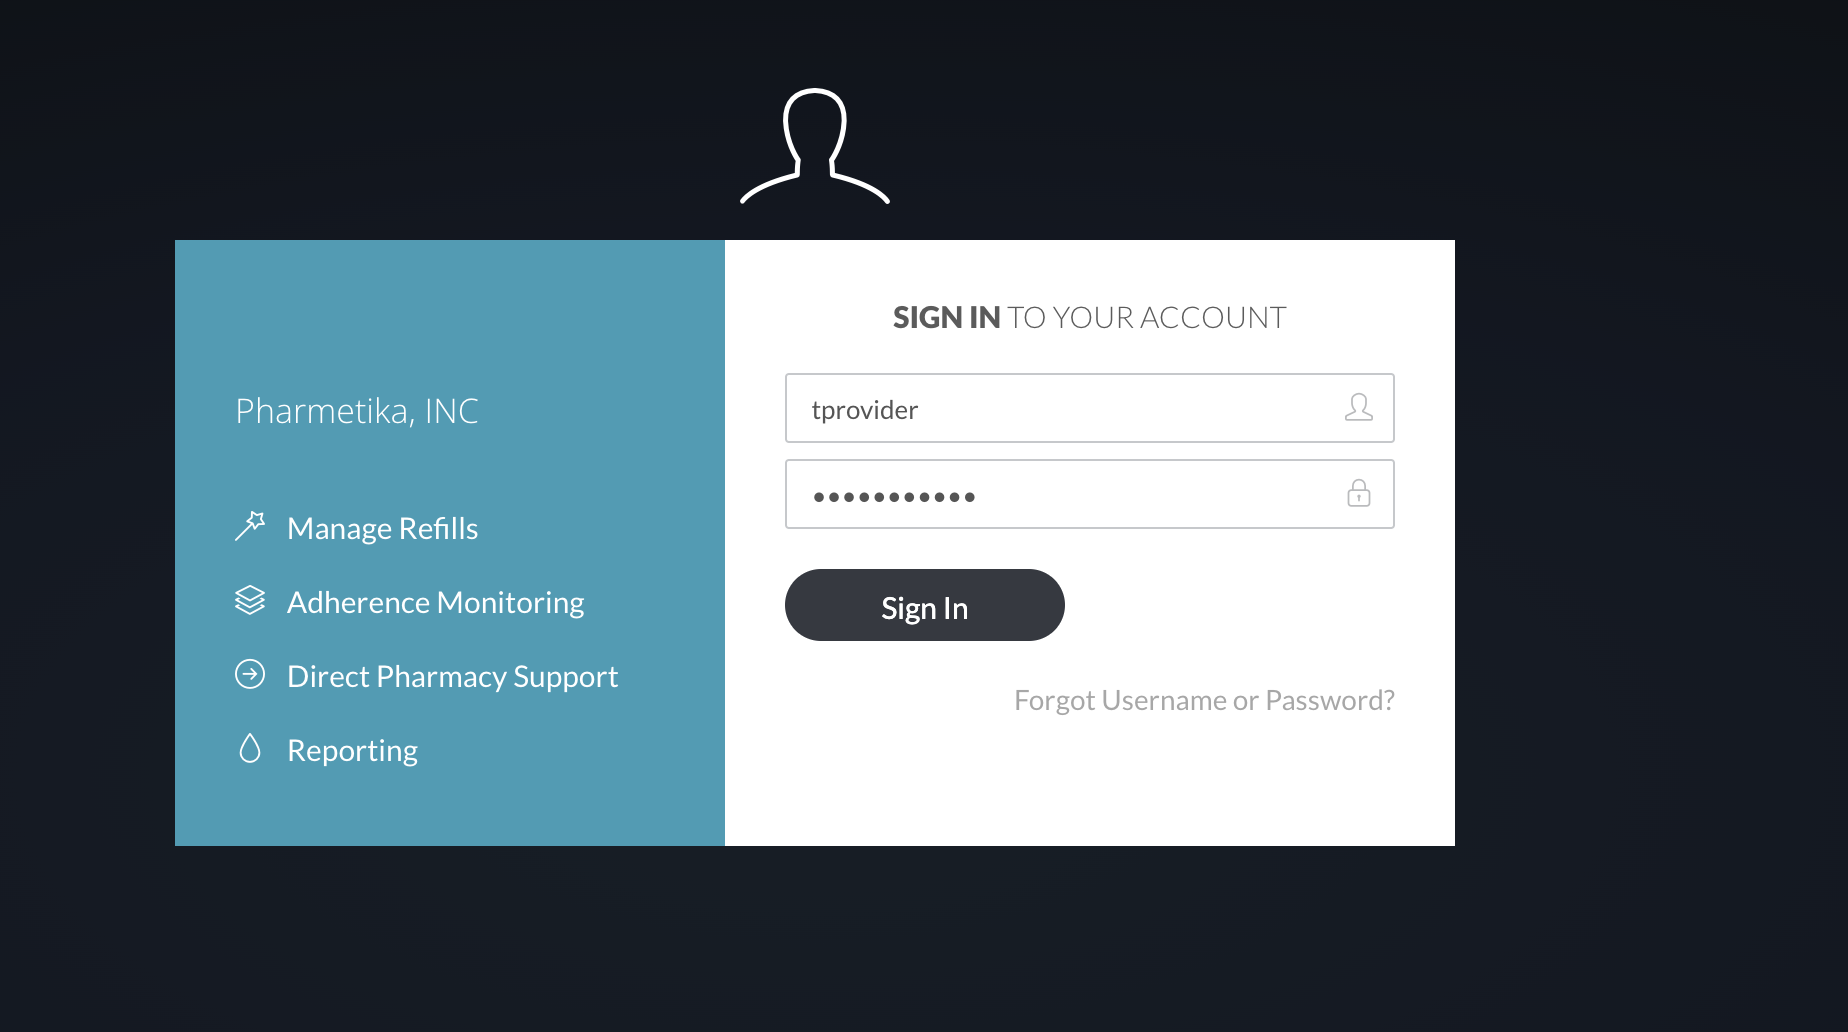 Pharmetika, INC
Manage Refills
Adherence Monitoring
Direct Pharmacy Support
Reporting
SIGN IN TO YOUR ACCOUNT
tprovider
•••••••••••
Sign In
Forgot Username or Password?